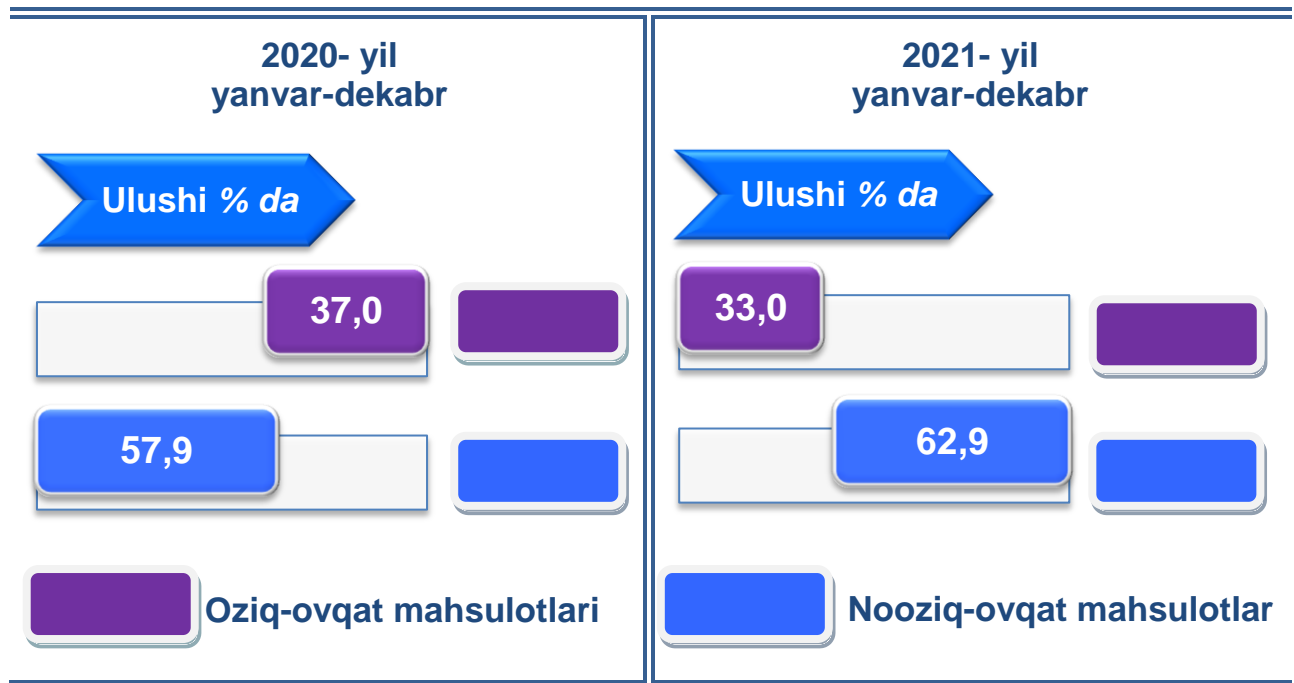 2020- yil
yanvar-dekabr
Ulushi % da
37,0
57,9
2021- yil
yanvar-dekabr
Ulushi % da
33,0
62,9
Oziq-ovqat mahsulotlari
Nooziq-ovqat mahsulotlar